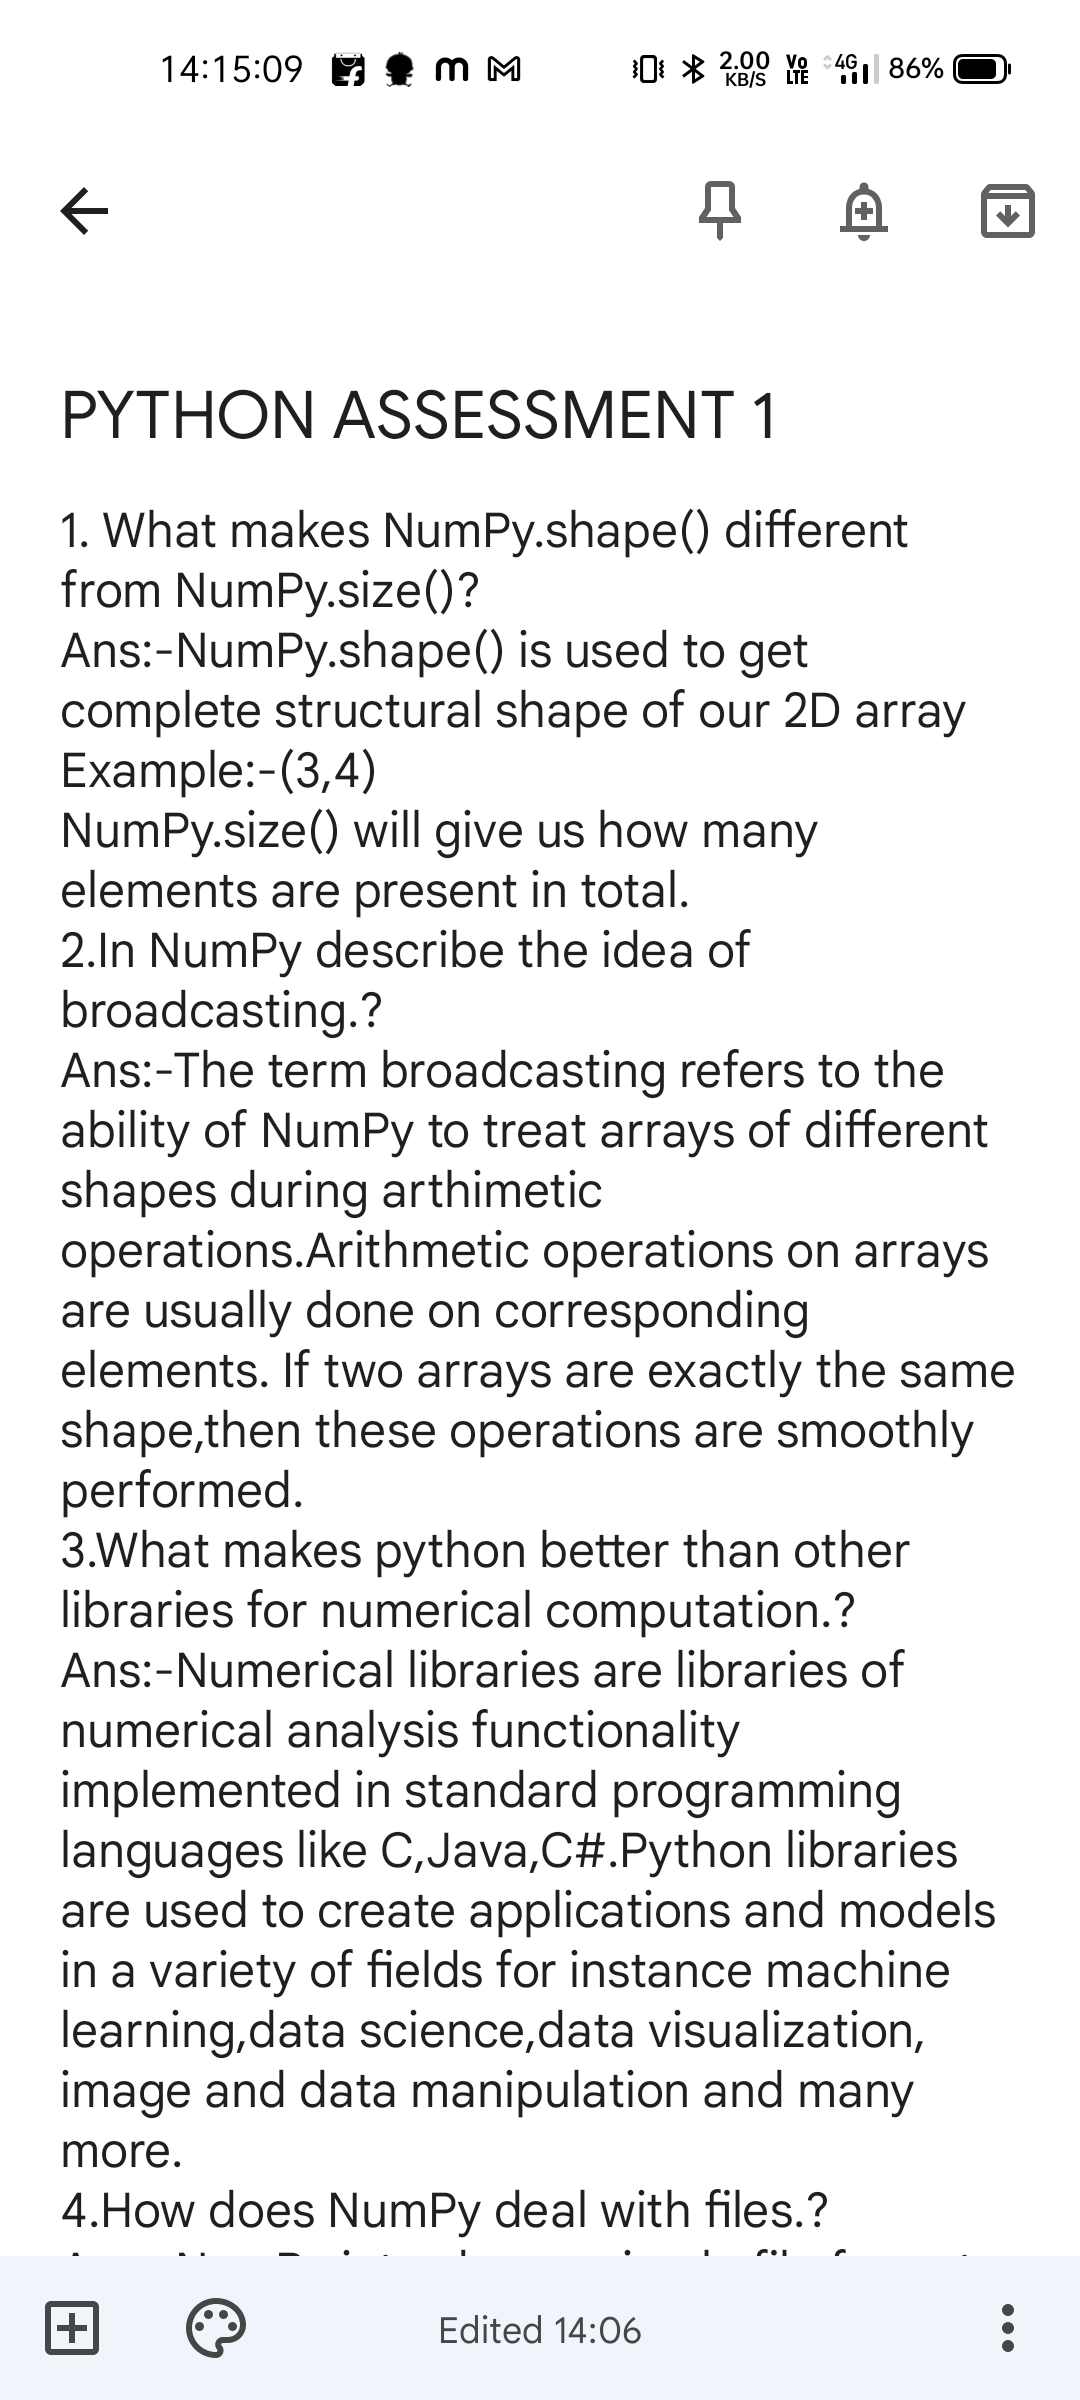 14:15:09 m 2.00 KB/S Vo LTE 4G 86%
PYTHON ASSESSMENT 1
1. What makes NumPy.shape() different
from NumPy.size()?
Ans:-NumPy.shape() is used to get
complete structural shape of our 2D array
Example:-(3,4)
NumPy.size() will give us how many
elements are present in total.
2.In NumPy describe the idea of
broadcasting.?
Ans:-The term broadcasting refers to the
ability of NumPy to treat arrays of different
shapes during arthimetic
operations.Arithmetic operations on arrays
are usually done on corresponding
elements. If two arrays are exactly the same
shape,then these operations are smoothly
performed.
3.What makes python better than other
libraries for numerical computation.?
Ans:-Numerical libraries are libraries of
numerical analysis functionality
implemented in standard programming
languages like C,Java,C#.Python libraries
are used to create applications and models
in a variety of fields for instance machine
learning,data science,data visualization,
image and data manipulation and many
more.
4.How does NumPy deal with files.?
Edited 14:06